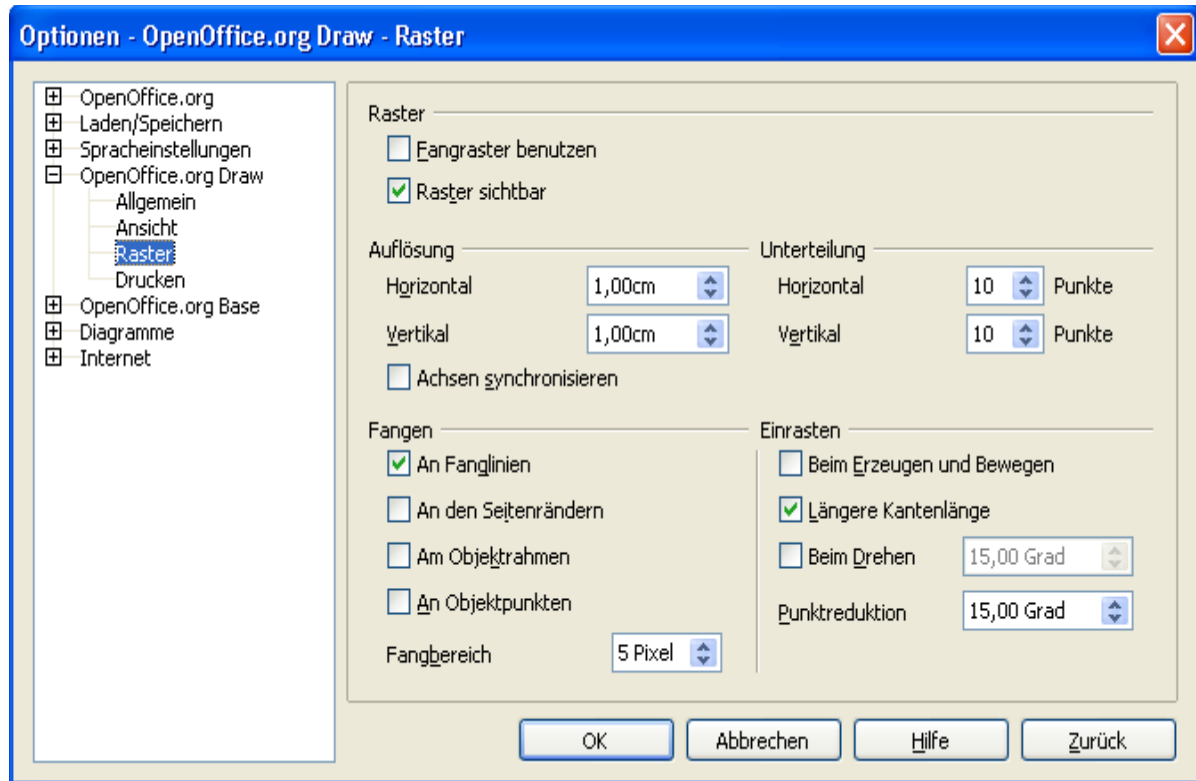 Optionen - OpenOffice.org Draw - Raster
OpenOffice.org
Laden/Speichern
Spracheinstellungen
OpenOffice.org Draw
Allgemein
Ansicht
Raster
Drucken
OpenOffice.org Base
Diagramme
Internet
Raster
Fangraster benutzen
Raster sichtbar
Auflösung
Horizontal 1,00cm
Vertikal 1,00cm
Achsen synchronisieren
Unterteilung
Horizontal 10 Punkte
Vertikal 10 Punkte
Fangen
An Fanglinien
An den Seitenrändern
Am Objektrahmen
An Objektpunkten
Fangbereich 5 Pixel
Einrasten
Beim Erzeugen und Bewegen
Längere Kantenlänge
Beim Drehen 15,00 Grad
Punktreduktion 15,00 Grad
OK Abbrechen Hilfe Zurück